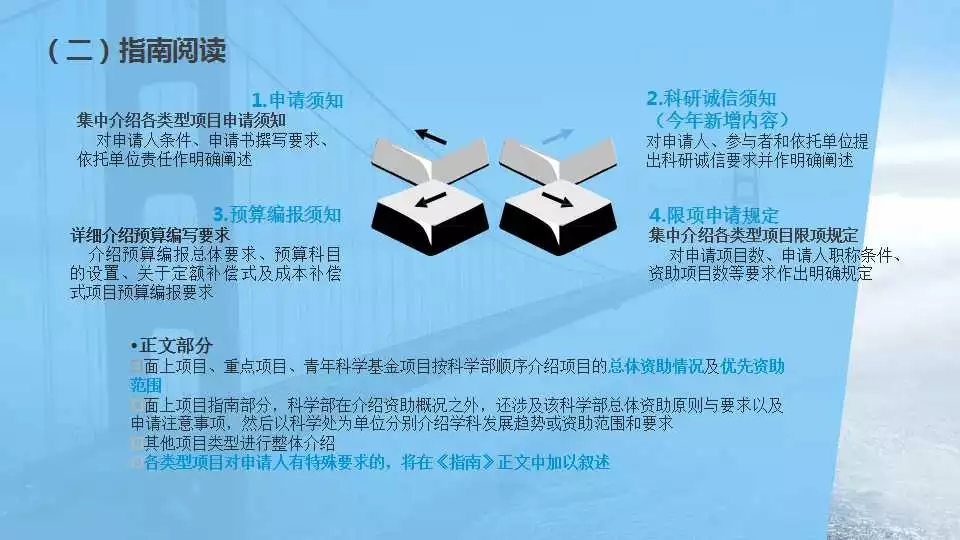 （二）指南阅读
1.申请须知
集中介绍各类型项目申请须知
对申请人条件、申请书撰写要求、
依托单位责任作明确阐述
2.科研诚信须知
（今年新增内容）
对申请人、参与者和依托单位提
出科研诚信要求并作明确阐述
3.预算编报须知
详细介绍预算编写要求
介绍预算编报总体要求、预算科目
的设置、关于定额补偿式及成本补偿
式项目预算编报要求
4.限项申请规定
集中介绍各类型项目限项规定
对申请项目数、申请人职称条件、
资助项目数等要求作出明确规定
•正文部分
□面上项目、重点项目、青年科学基金项目按科学部顺序介绍项目的总体资助情况及优先资助
范围
□面上项目指南部分，科学部在介绍资助概况之外，还涉及该科学部总体资助原则与要求以及
申请注意事项，然后以科学处为单位分别介绍学科发展趋势或资助范围和要求
□其他项目类型进行整体介绍
□各类型项目对申请人有特殊要求的，将在《指南》正文中加以叙述